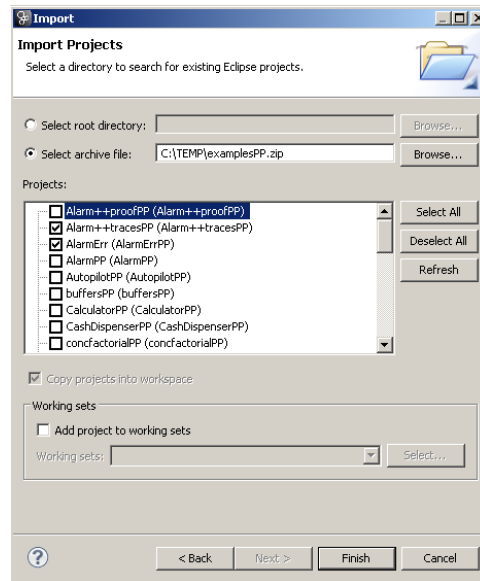 Import
Import Projects
Select a directory to search for existing Eclipse projects.
Select root directory:
Browse...
Select archive file:
C:\TEMP\examplesPP.zip
Browse...
Projects:
Alarm++proofPP (Alarm++proofPP)
Alarm++tracesPP (Alarm++tracesPP)
AlarmErr (AlarmErrPP)
AlarmPP (AlarmPP)
AutopilotPP (AutopilotPP)
buffersPP (buffersPP)
CalculatorPP (CalculatorPP)
CashDispenserPP (CashDispenserPP)
concfactorialPP (concfactorialPP)
Select All
Deselect All
Refresh
Copy projects into workspace
Working sets
Add project to working sets
Working sets:
Select...
?
< Back
Next >
Finish
Cancel